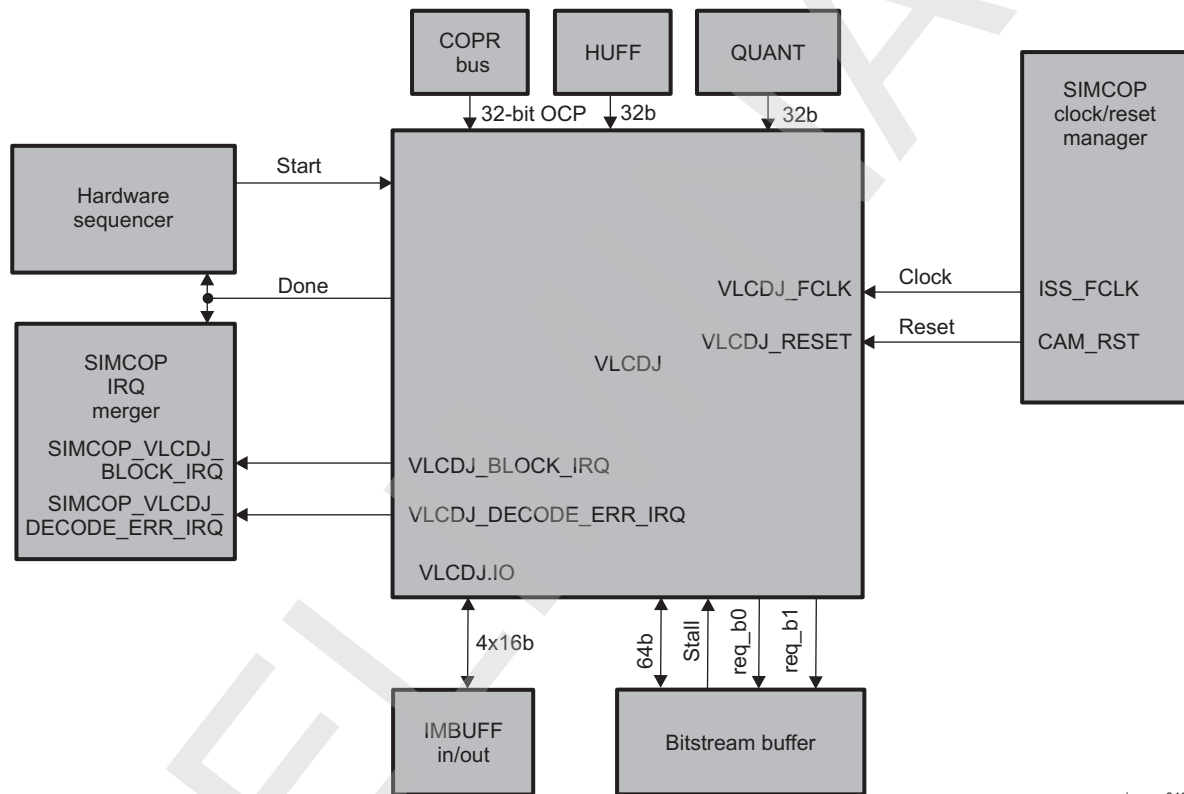 COPR
bus
HUFF
QUANT
SIMCOP
clock/reset
manager
32-bit OCP
32b
32b
Hardware
sequencer
Start
Done
VLCDJ_FCLK
Clock
ISS_FCLK
VLCDJ_RESET
Reset
CAM_RST
VLCDJ
SIMCOP
IRQ
merger
SIMCOP_VLCDJ_
BLOCK_IRQ
VLCDJ_BLOCK_IRQ
SIMCOP_VLCDJ_
DECODE_ERR_IRQ
VLCDJ_DECODE_ERR_IRQ
VLCDJ.IO
4x16b
64b
Stall
req_b0
req_b1
IMBUFF
in/out
Bitstream buffer